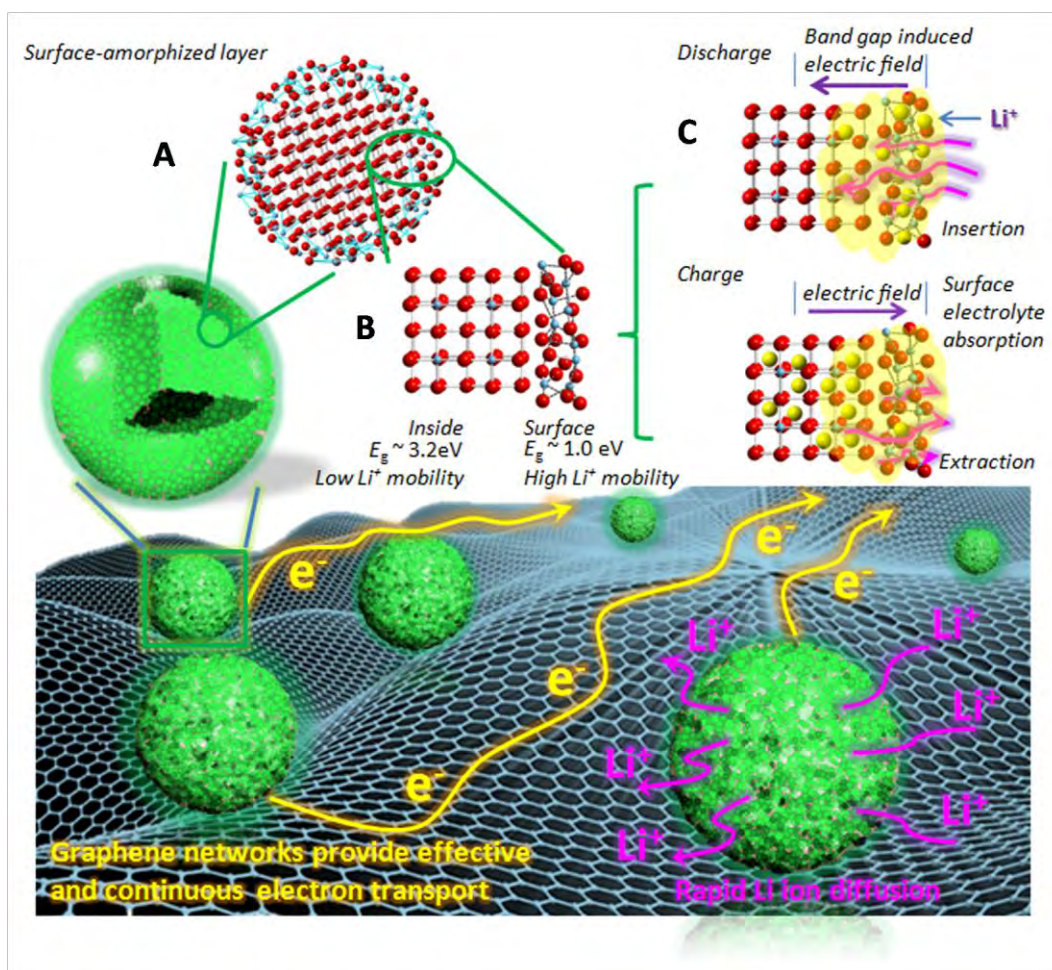 Surface-amorphized layer
A
Discharge
Band gap induced
electric field
C
Li⁺
Insertion
Charge
electric field
Surface
electrolyte
absorption
Extraction
B
Inside
E_g ~ 3.2eV
Low Li⁺ mobility
Surface
E_g ~ 1.0 eV
High Li⁺ mobility
e⁻
e⁻
e⁻
e⁻
e⁻
Li⁺
Li⁺
Li⁺
Li⁺
Li⁺
Li⁺
Graphene networks provide effective
and continuous electron transport
Rapid Li ion diffusion